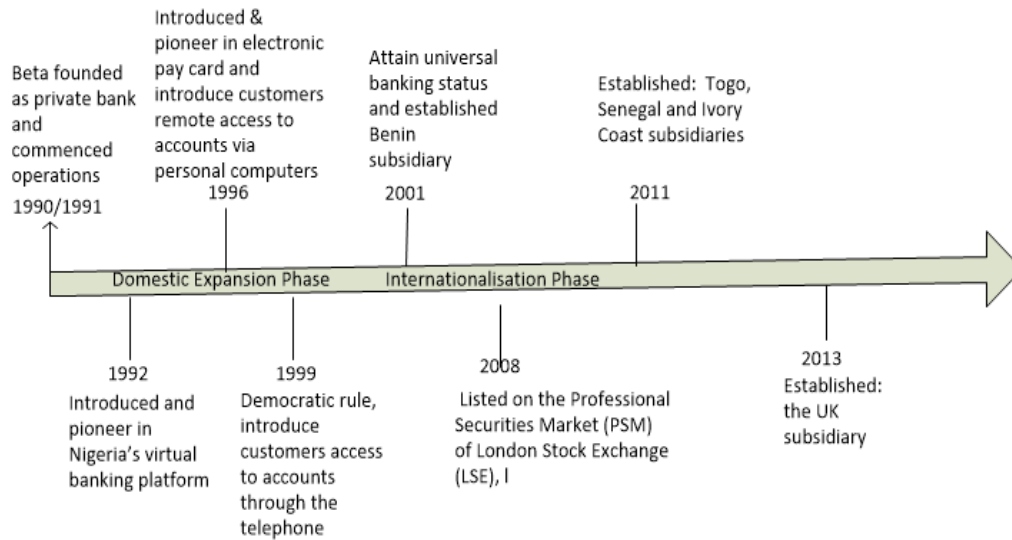 Beta founded
as private bank
and
commenced
operations
1990/1991
Introduced &
pioneer in electronic
pay card and
introduce customers
remote access to
accounts via
personal computers
1996
Attain universal
banking status
and established
Benin
subsidiary
2001
Established:  Togo,
Senegal and Ivory
Coast subsidiaries
2011
Domestic Expansion Phase
Internationalisation Phase
1992
Introduced and
pioneer in
Nigeria’s virtual
banking platform
1999
Democratic rule,
introduce
customers access
to accounts
through the
telephone
2008
Listed on the Professional
Securities Market (PSM)
of London Stock Exchange
(LSE), l
2013
Established:
the UK
subsidiary